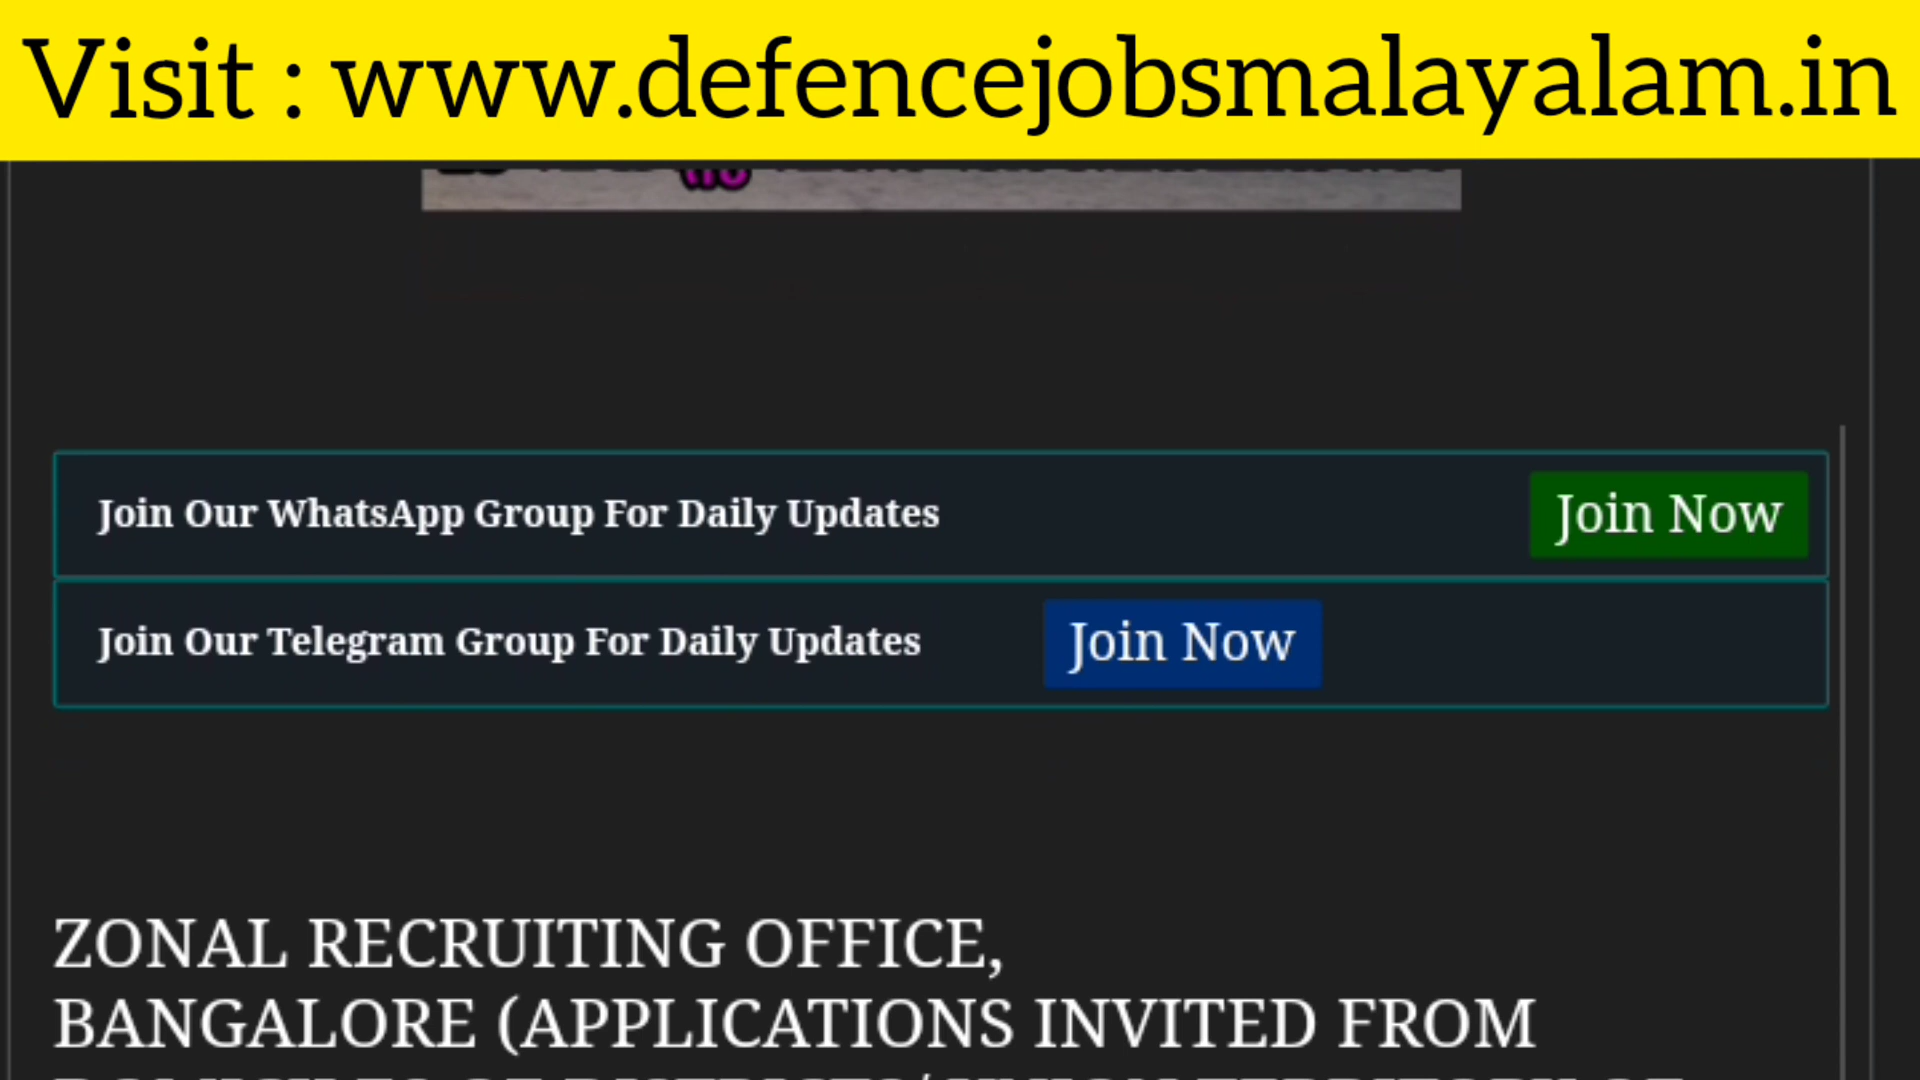 Visit : www.defencejobsmalayalam.in
Join Our WhatsApp Group For Daily Updates
Join Now
Join Our Telegram Group For Daily Updates
Join Now
ZONAL RECRUITING OFFICE,
BANGALORE (APPLICATIONS INVITED FROM